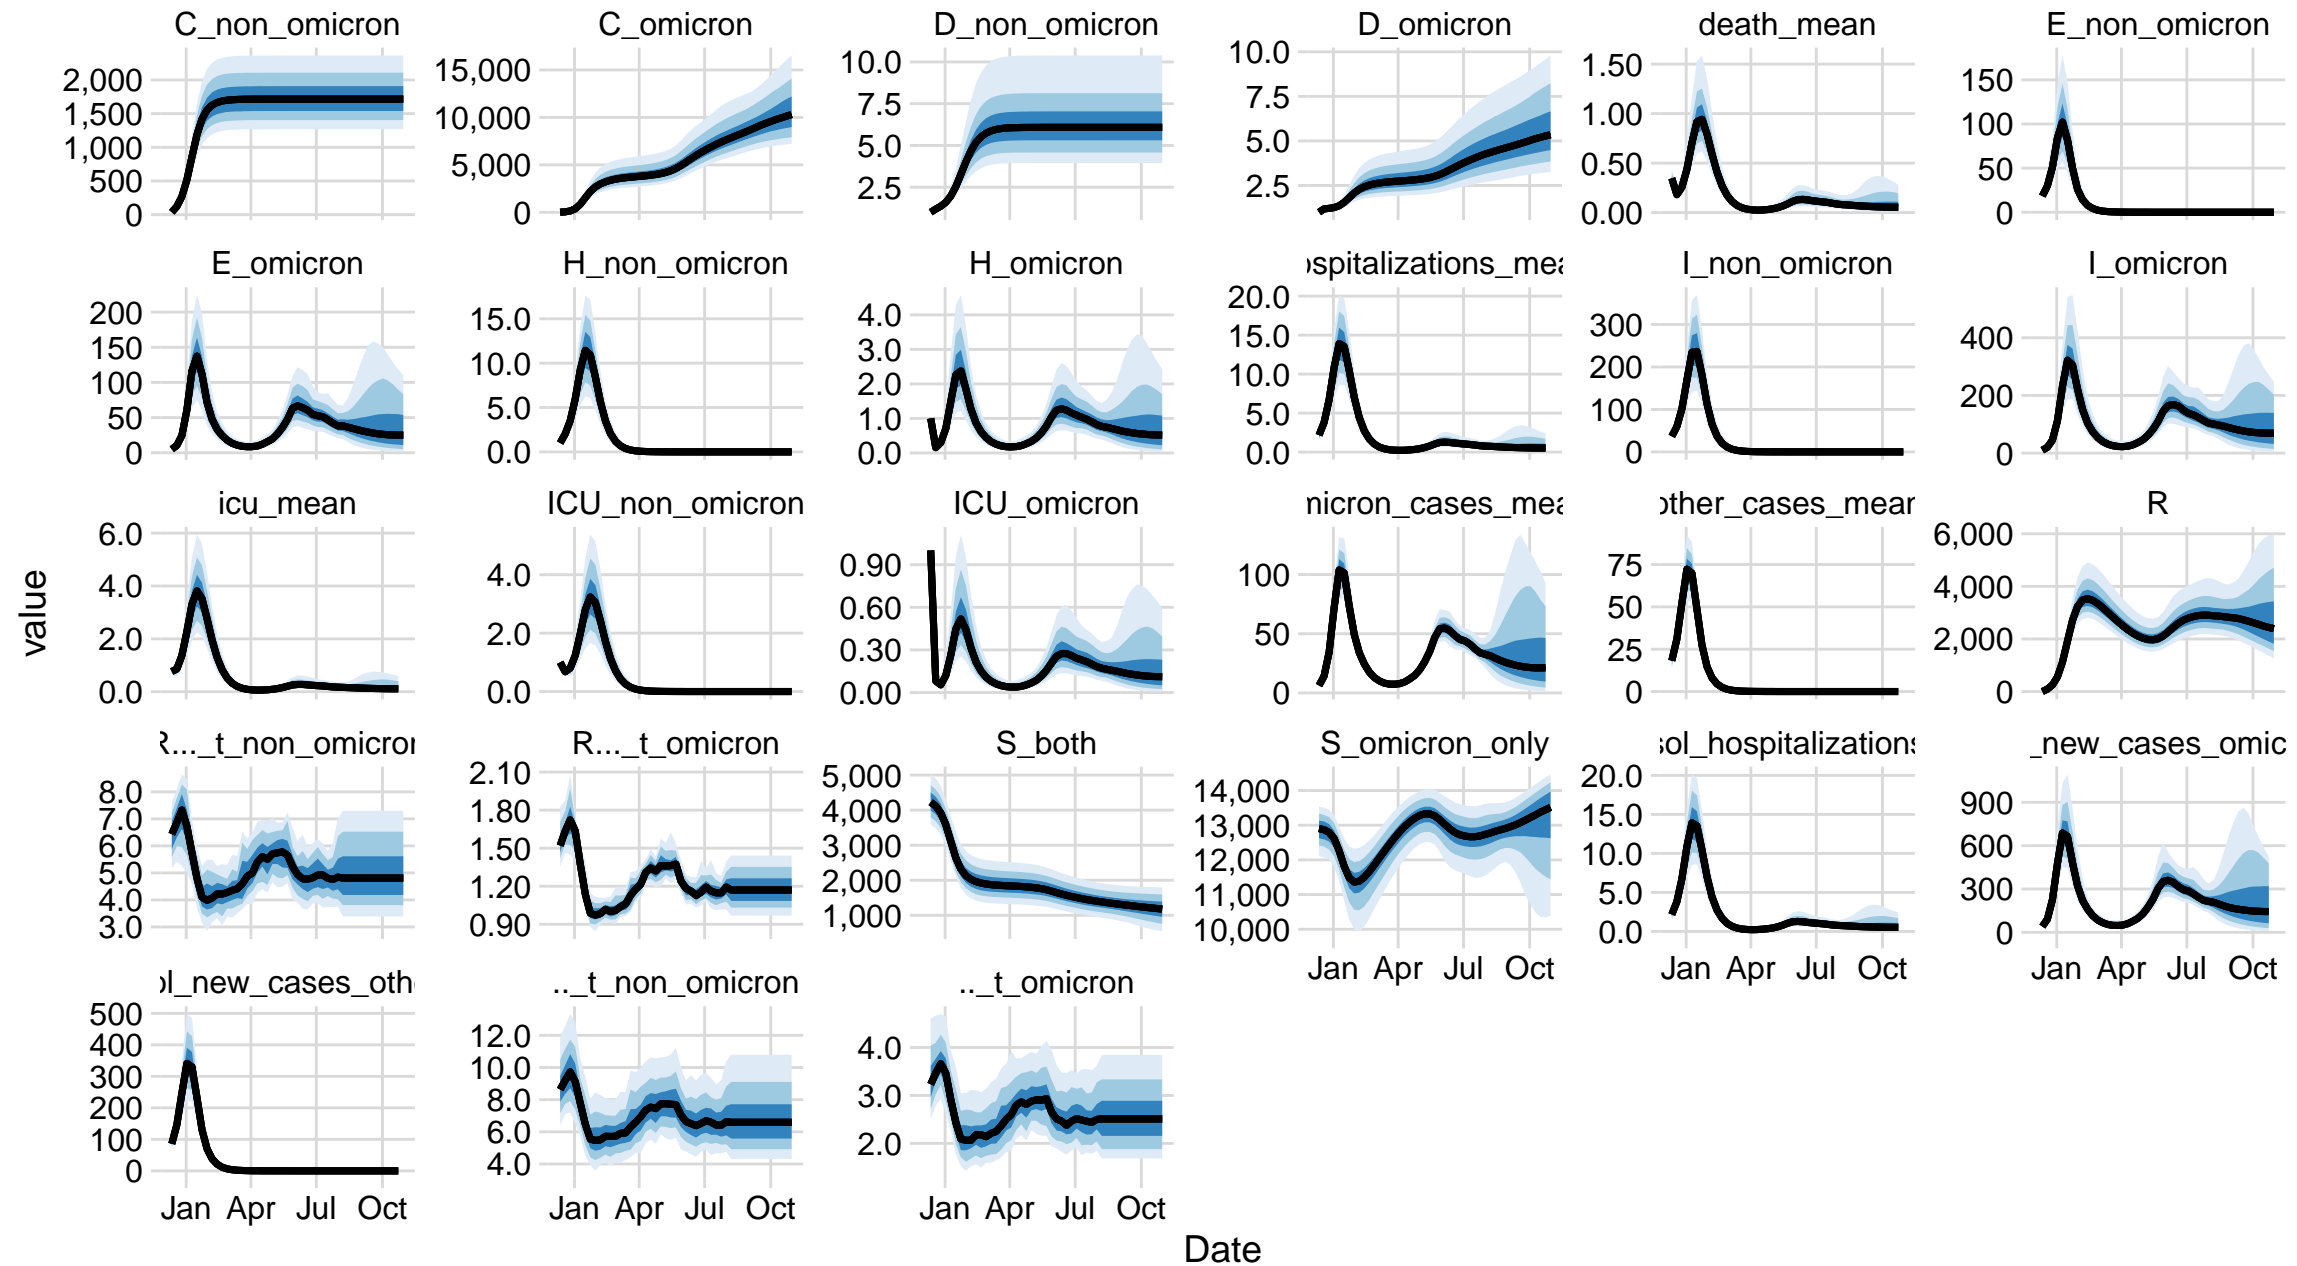 C_non_omicron C_omicron D_non_omicron D_omicron death_mean E_non_omicron
2,000 1,500 1,000 500 0
15,000 10,000 5,000 0
10.0 7.5 5.0 2.5
10.0 7.5 5.0 2.5
1.50 1.00 0.50 0.00
150 100 50 0
E_omicron H_non_omicron H_omicron ospitalizations_mea I_non_omicron I_omicron
200 150 100 50 0
15.0 10.0 5.0 0.0
4.0 3.0 2.0 1.0 0.0
20.0 15.0 10.0 5.0 0.0
300 200 100 0
400 200 0
icu_mean ICU_non_omicron ICU_omicron micron_cases_mea other_cases_mean R
6.0 4.0 2.0 0.0
4.0 2.0 0.0
0.90 0.60 0.30 0.00
100 50 0
75 50 25 0
6,000 4,000 2,000 0
value
R..._t_non_omicron R..._t_omicron S_both S_omicron_only sol_hospitalizations _new_cases_omic
8.0 7.0 6.0 5.0 4.0 3.0
2.10 1.80 1.50 1.20 0.90
5,000 4,000 3,000 2,000 1,000
14,000 13,000 12,000 11,000 10,000
20.0 15.0 10.0 5.0 0.0
900 600 300 0
Jan Apr Jul Oct Jan Apr Jul Oct Jan Apr Jul Oct
ol_new_cases_othe .._t_non_omicron .._t_omicron
500 400 300 200 100 0
12.0 10.0 8.0 6.0 4.0
4.0 3.0 2.0
Jan Apr Jul Oct Jan Apr Jul Oct Jan Apr Jul Oct
Date